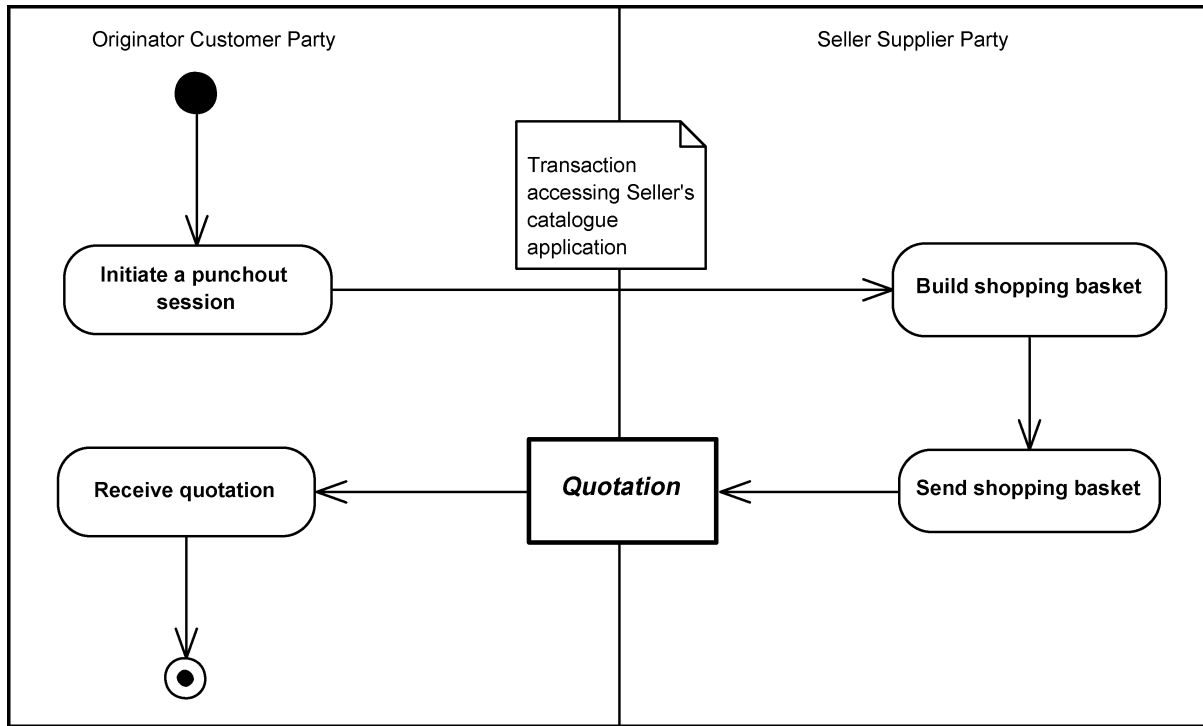 Originator Customer Party
Seller Supplier Party
Transaction
accessing Seller's
catalogue
application
Initiate a punchout
session
Build shopping basket
Receive quotation
Quotation
Send shopping basket